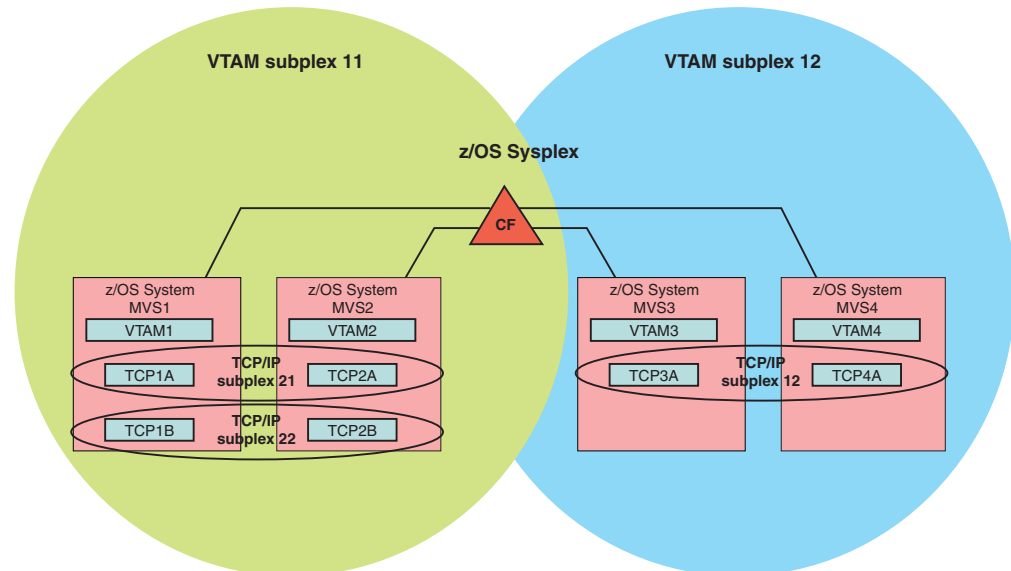 VTAM subplex 11
VTAM subplex 12
z/OS Sysplex
CF
z/OS System
MVS1
VTAM1
z/OS System
MVS2
VTAM2
z/OS System
MVS3
VTAM3
z/OS System
MVS4
VTAM4
TCP1A
TCP/IP
subplex 21
TCP2A
TCP3A
TCP/IP
subplex 12
TCP4A
TCP1B
TCP/IP
subplex 22
TCP2B